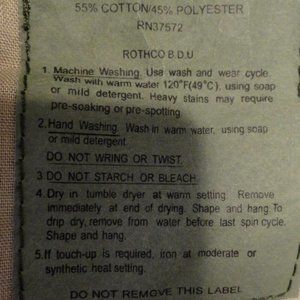 55% COTTON/45% POLYESTER
RN37572
ROTHCO B.D.U
1. Machine Washing. Use wash and wear cycle.
Wash with warm water 120°F(49°C), using soap
or mild detergent. Heavy stains may require
pre-soaking or pre-spotting
2. Hand Washing. Wash in warm water, using soap
or mild detergent
DO NOT WRING OR TWIST.
3. DO NOT STARCH OR BLEACH
4. Dry in tumble dryer at warm setting. Remove
immediately at end of drying. Shape and hang. To
drip dry, remove from water before last spin cycle.
Shape and hang.
5. If touch-up is required, iron at moderate or
synthetic heat setting.
DO NOT REMOVE THIS LABEL